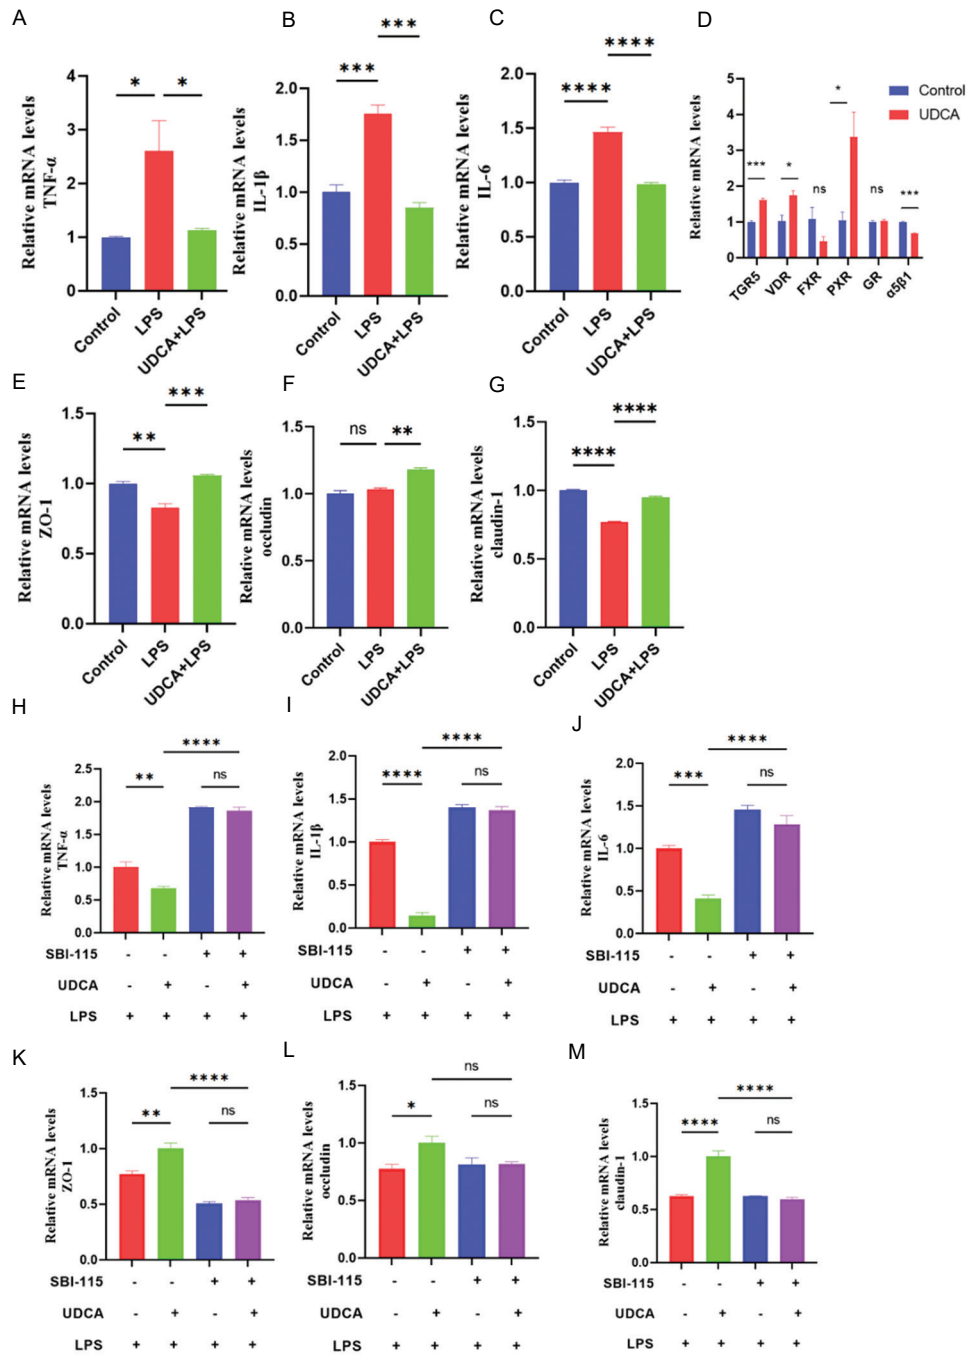 A
Relative mRNA levels
TNF-α
4
3
2
1
0
*
*
Control
LPS
UDCA+LPS
B
Relative mRNA levels
IL-1β
2.0
1.5
1.0
0.5
0.0
***
***
Control
LPS
UDCA+LPS
C
Relative mRNA levels
IL-6
2.0
1.5
1.0
0.5
0.0
****
****
Control
LPS
UDCA+LPS
D
Relative mRNA levels
5
4
3
2
1
0
***
*
ns
*
ns
***
TGR5
VDR
FXR
PXR
GR
α5β1
Control
UDCA
E
Relative mRNA levels
ZO-1
1.5
1.0
0.5
0.0
**
***
Control
LPS
UDCA+LPS
F
Relative mRNA levels
occludin
1.5
1.0
0.5
0.0
ns
**
Control
LPS
UDCA+LPS
G
Relative mRNA levels
claudin-1
1.5
1.0
0.5
0.0
****
****
Control
LPS
UDCA+LPS
H
Relative mRNA levels
TNF-α
2.5
2.0
1.5
1.0
0.5
0.0
**
****
ns
SBI-115 - - + +
UDCA - + - +
LPS + + + +
I
Relative mRNA levels
IL-1β
2.0
1.5
1.0
0.5
0.0
****
****
ns
SBI-115 - - + +
UDCA - + - +
LPS + + + +
J
Relative mRNA levels
IL-6
2.0
1.5
1.0
0.5
0.0
***
****
ns
SBI-115 - - + +
UDCA - + - +
LPS + + + +
K
Relative mRNA levels
ZO-1
1.5
1.0
0.5
0.0
**
****
ns
SBI-115 - - + +
UDCA - + - +
LPS + + + +
L
Relative mRNA levels
occludin
1.5
1.0
0.5
0.0
*
ns
ns
SBI-115 - - + +
UDCA - + - +
LPS + + + +
M
Relative mRNA levels
claudin-1
1.5
1.0
0.5
0.0
****
****
ns
SBI-115 - - + +
UDCA - + - +
LPS + + + +